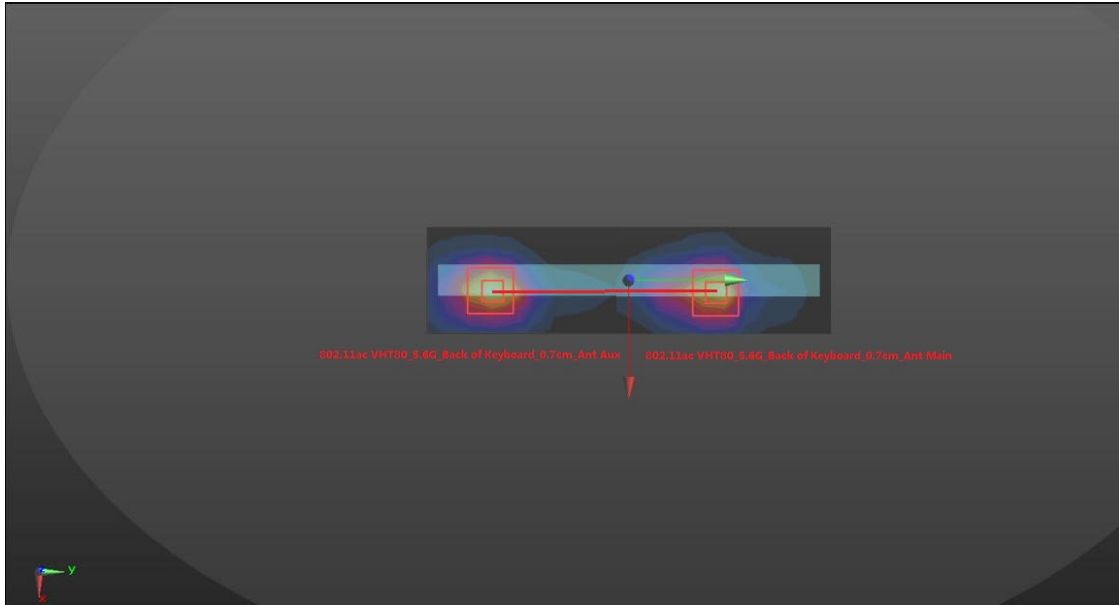 802.11ac VHT80_5.6G_Back of Keyboard_0.7cm_Ant Aux
802.11ac VHT80_5.6G_Back of Keyboard_0.7cm_Ant Main
y
x